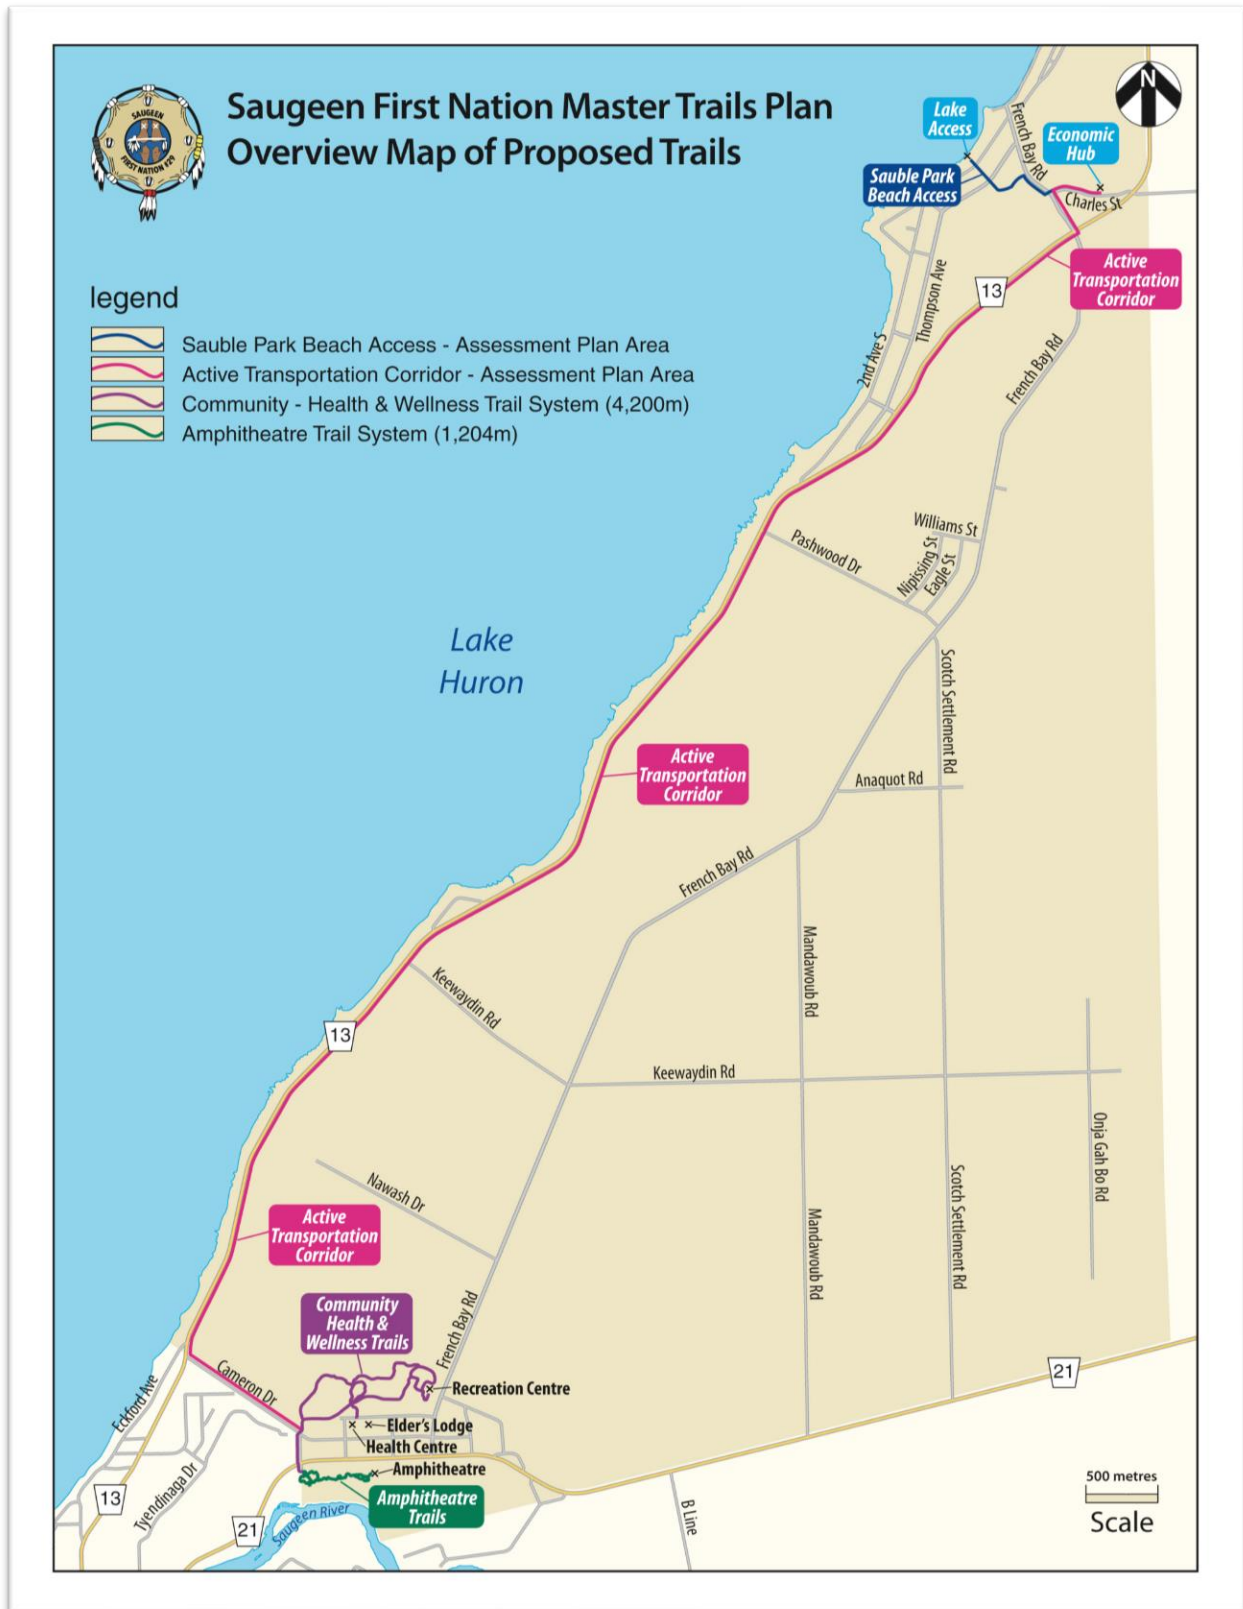 SAUGEEN
FIRST NATION #29
Saugeen First Nation Master Trails Plan
Overview Map of Proposed Trails
N
Lake
Access
French Bay Rd
Economic
Hub
Sauble Park
Beach Access
Charles St
Active
Transportation
Corridor
13
legend
Sauble Park Beach Access - Assessment Plan Area
Active Transportation Corridor - Assessment Plan Area
Community - Health & Wellness Trail System (4,200m)
Amphitheatre Trail System (1,204m)
Thompson Ave
2nd Ave S
French Bay Rd
Williams St
Pashwood Dr
Nipissing St
Eagle St
Lake
Huron
Scotch Settlement Rd
Active
Transportation
Corridor
Anaquot Rd
French Bay Rd
Mandawoub Rd
Keewaydin Rd
13
Keewaydin Rd
Onja Gah Bo Rd
Nawash Dr
Scotch Settlement Rd
Mandawoub Rd
Active
Transportation
Corridor
Community
Health &
Wellness Trails
French Bay Rd
Cameron Dr
Recreation Centre
21
Eckford Ave
Elder's Lodge
Health Centre
Amphitheatre
500 metres
Scale
Tyendinaga Dr
13
Amphitheatre
Trails
Saugeen River
21
B Line